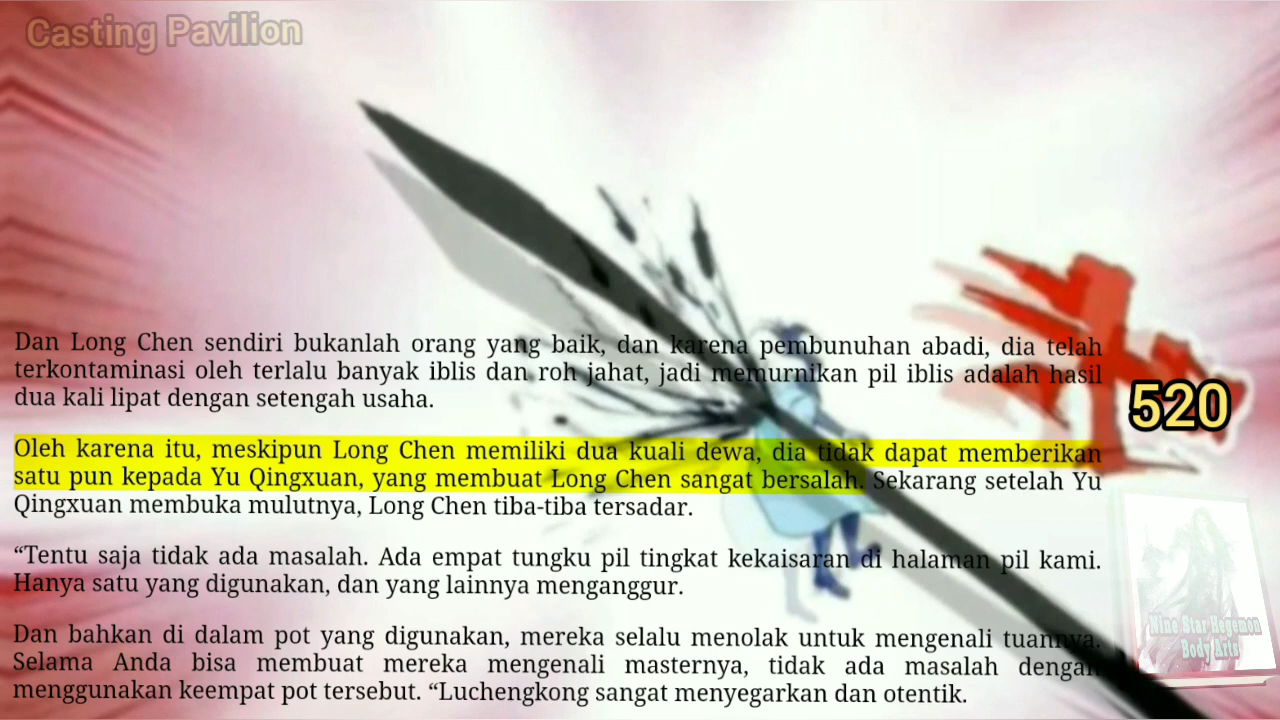 Casting Pavilion
Dan Long Chen sendiri bukanlah orang yang baik, dan karena pembunuhan abadi, dia telah
terkontaminasi oleh terlalu banyak iblis dan roh jahat, jadi memurnikan pil iblis adalah hasil
dua kali lipat dengan setengah usaha.
Oleh karena itu, meskipun Long Chen memiliki dua kuali dewa, dia tidak dapat memberikan
satu pun kepada Yu Qingxuan, yang membuat Long Chen sangat bersalah. Sekarang setelah Yu
Qingxuan membuka mulutnya, Long Chen tiba-tiba tersadar.
“Tentu saja tidak ada masalah. Ada empat tungku pil tingkat kekaisaran di halaman pil kami.
Hanya satu yang digunakan, dan yang lainnya menganggur.
Dan bahkan di dalam pot yang digunakan, mereka selalu menolak untuk mengenali tuannya.
Selama Anda bisa membuat mereka mengenali masternya, tidak ada masalah dengan
menggunakan keempat pot tersebut. “Luchengkong sangat menyegarkan dan otentik.
520
Nine Star Hegemon
Body Arts